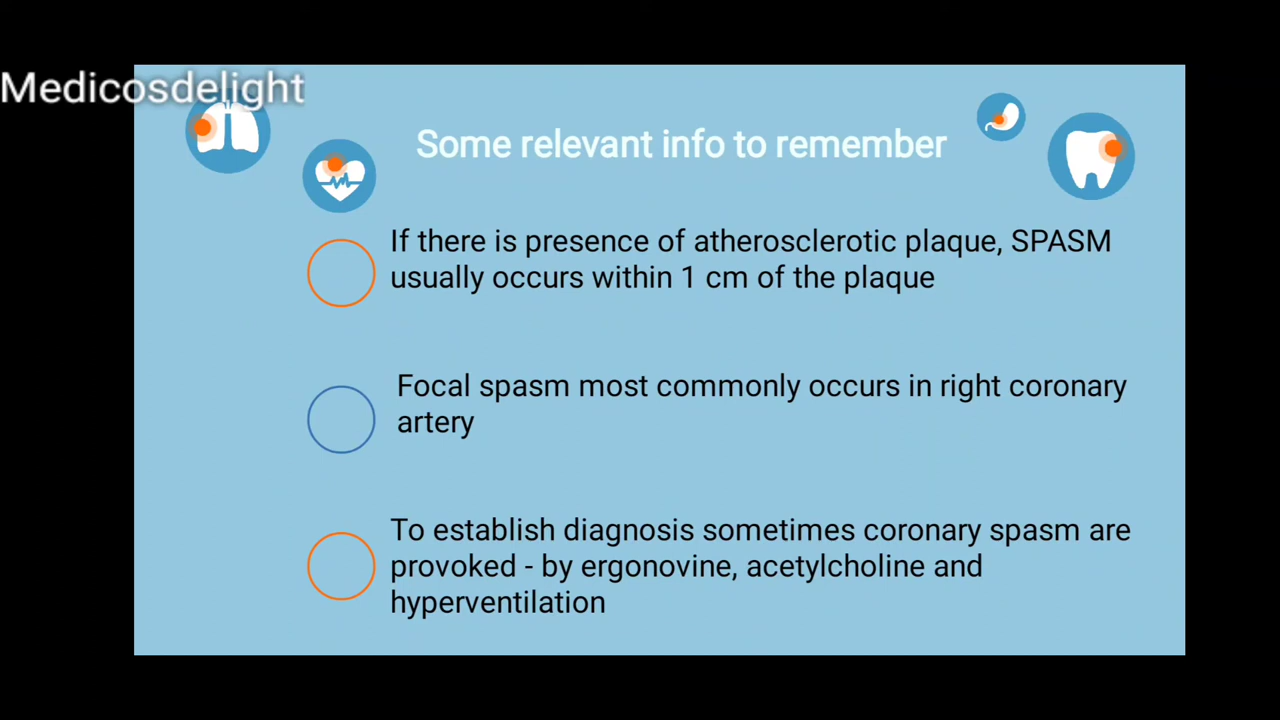 Medicosdelight
Some relevant info to remember
If there is presence of atherosclerotic plaque, SPASM
usually occurs within 1 cm of the plaque
Focal spasm most commonly occurs in right coronary
artery
To establish diagnosis sometimes coronary spasm are
provoked - by ergonovine, acetylcholine and
hyperventilation